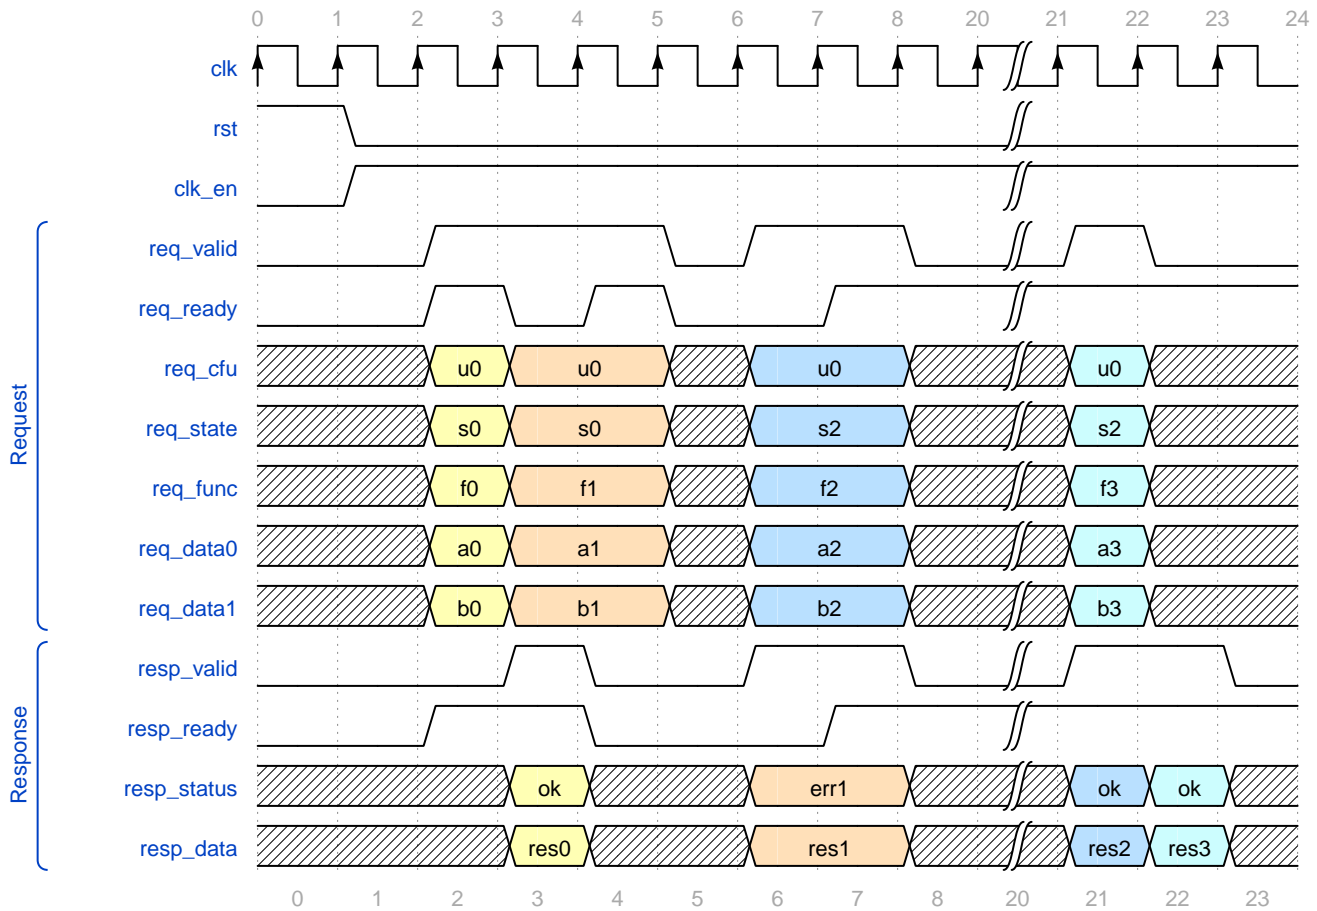 0 1 2 3 4 5 6 7 8 20 21 22 23 24
clk
rst
clk_en
Request
req_valid
req_ready
req_cfu u0 u0 u0 u0
req_state s0 s0 s2 s2
req_func f0 f1 f2 f3
req_data0 a0 a1 a2 a3
req_data1 b0 b1 b2 b3
Response
resp_valid
resp_ready
resp_status ok err1 ok ok
resp_data res0 res1 res2 res3
0 1 2 3 4 5 6 7 8 20 21 22 23